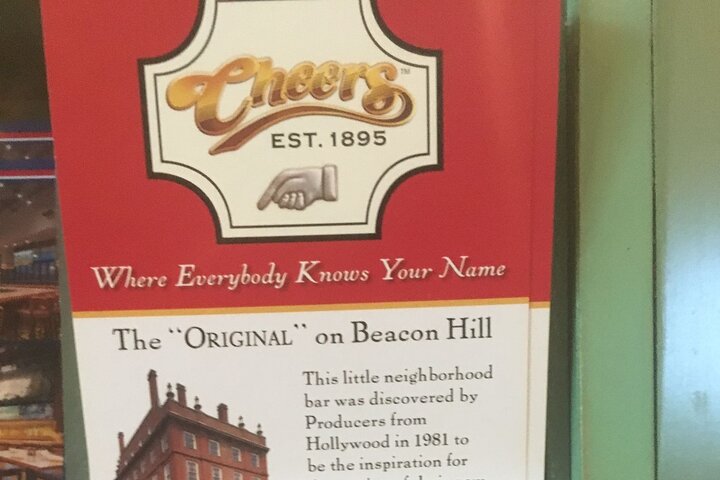 Cheers™
EST. 1895
Where Everybody Knows Your Name
The "ORIGINAL" on Beacon Hill
This little neighborhood
bar was discovered by
Producers from
Hollywood in 1981 to
be the inspiration for